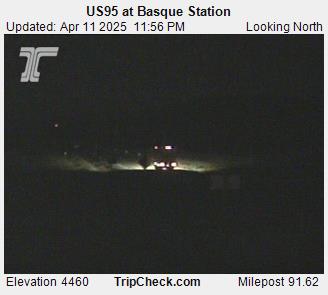 US95 at Basque Station
Updated: Apr 11 2025 11:56 PM Looking North
Elevation 4460 TripCheck.com Milepost 91.62